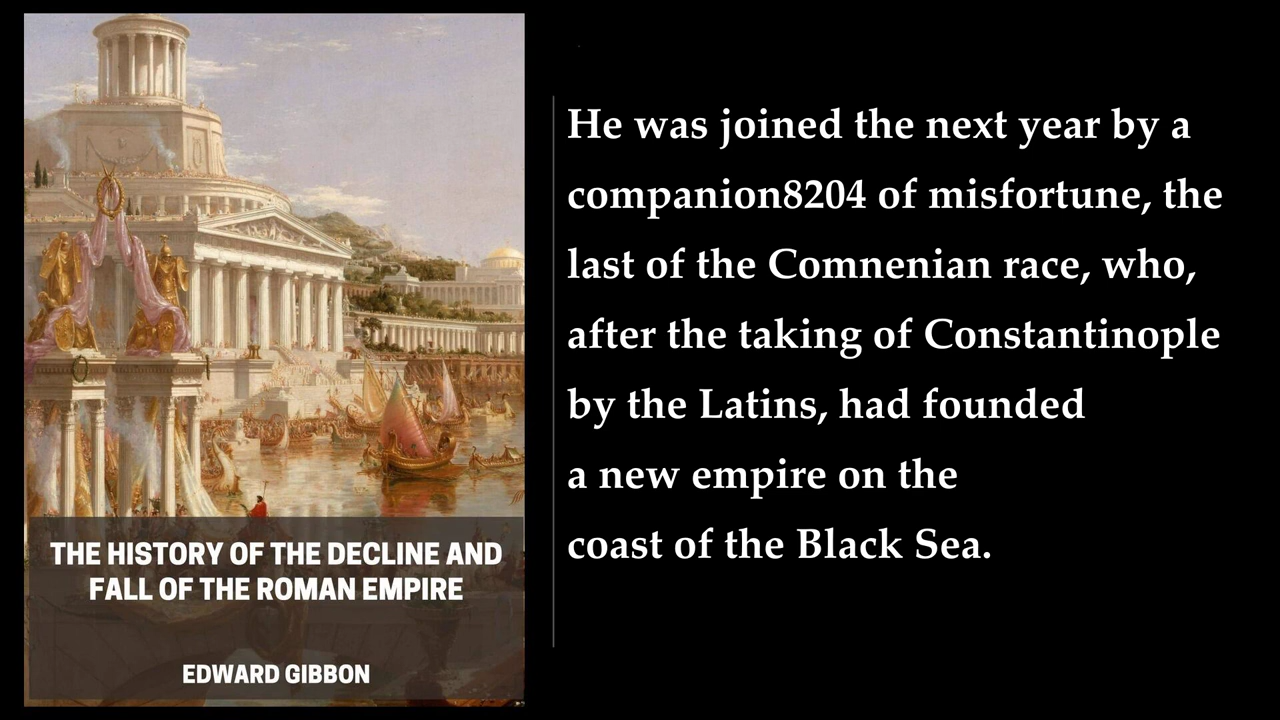 THE HISTORY OF THE DECLINE AND
FALL OF THE ROMAN EMPIRE
EDWARD GIBBON
He was joined the next year by a
companion8204 of misfortune, the
last of the Comnenian race, who,
after the taking of Constantinople
by the Latins, had founded
a new empire on the
coast of the Black Sea.